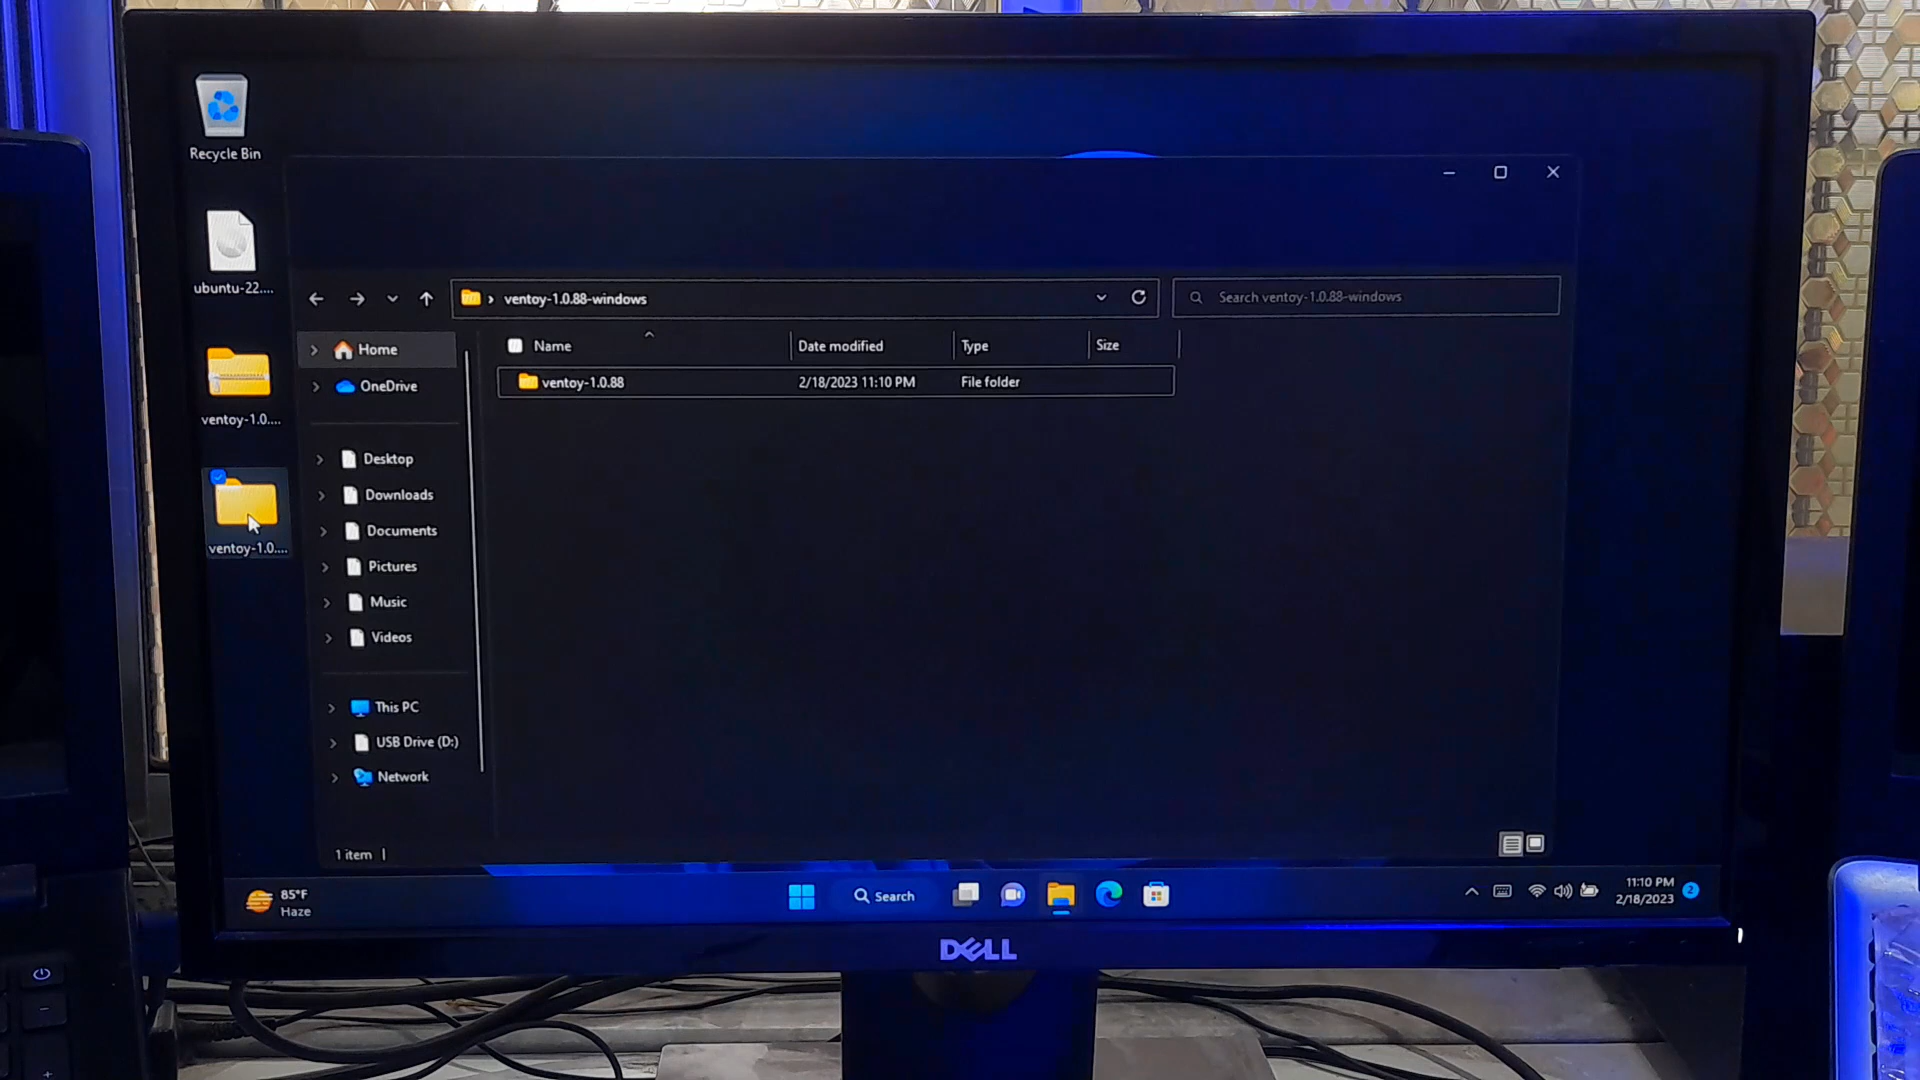 Recycle Bin
ubuntu-22....
ventoy-1.0....
ventoy-1.0....
ventoy-1.0.88-windows
Search ventoy-1.0.88-windows
Name
Date modified
Type
Size
ventoy-1.0.88
2/18/2023 11:10 PM
File folder
Home
OneDrive
Desktop
Downloads
Documents
Pictures
Music
Videos
This PC
USB Drive (D:)
Network
1 item
85°F
Haze
Search
11:10 PM
2/18/2023
2
DELL